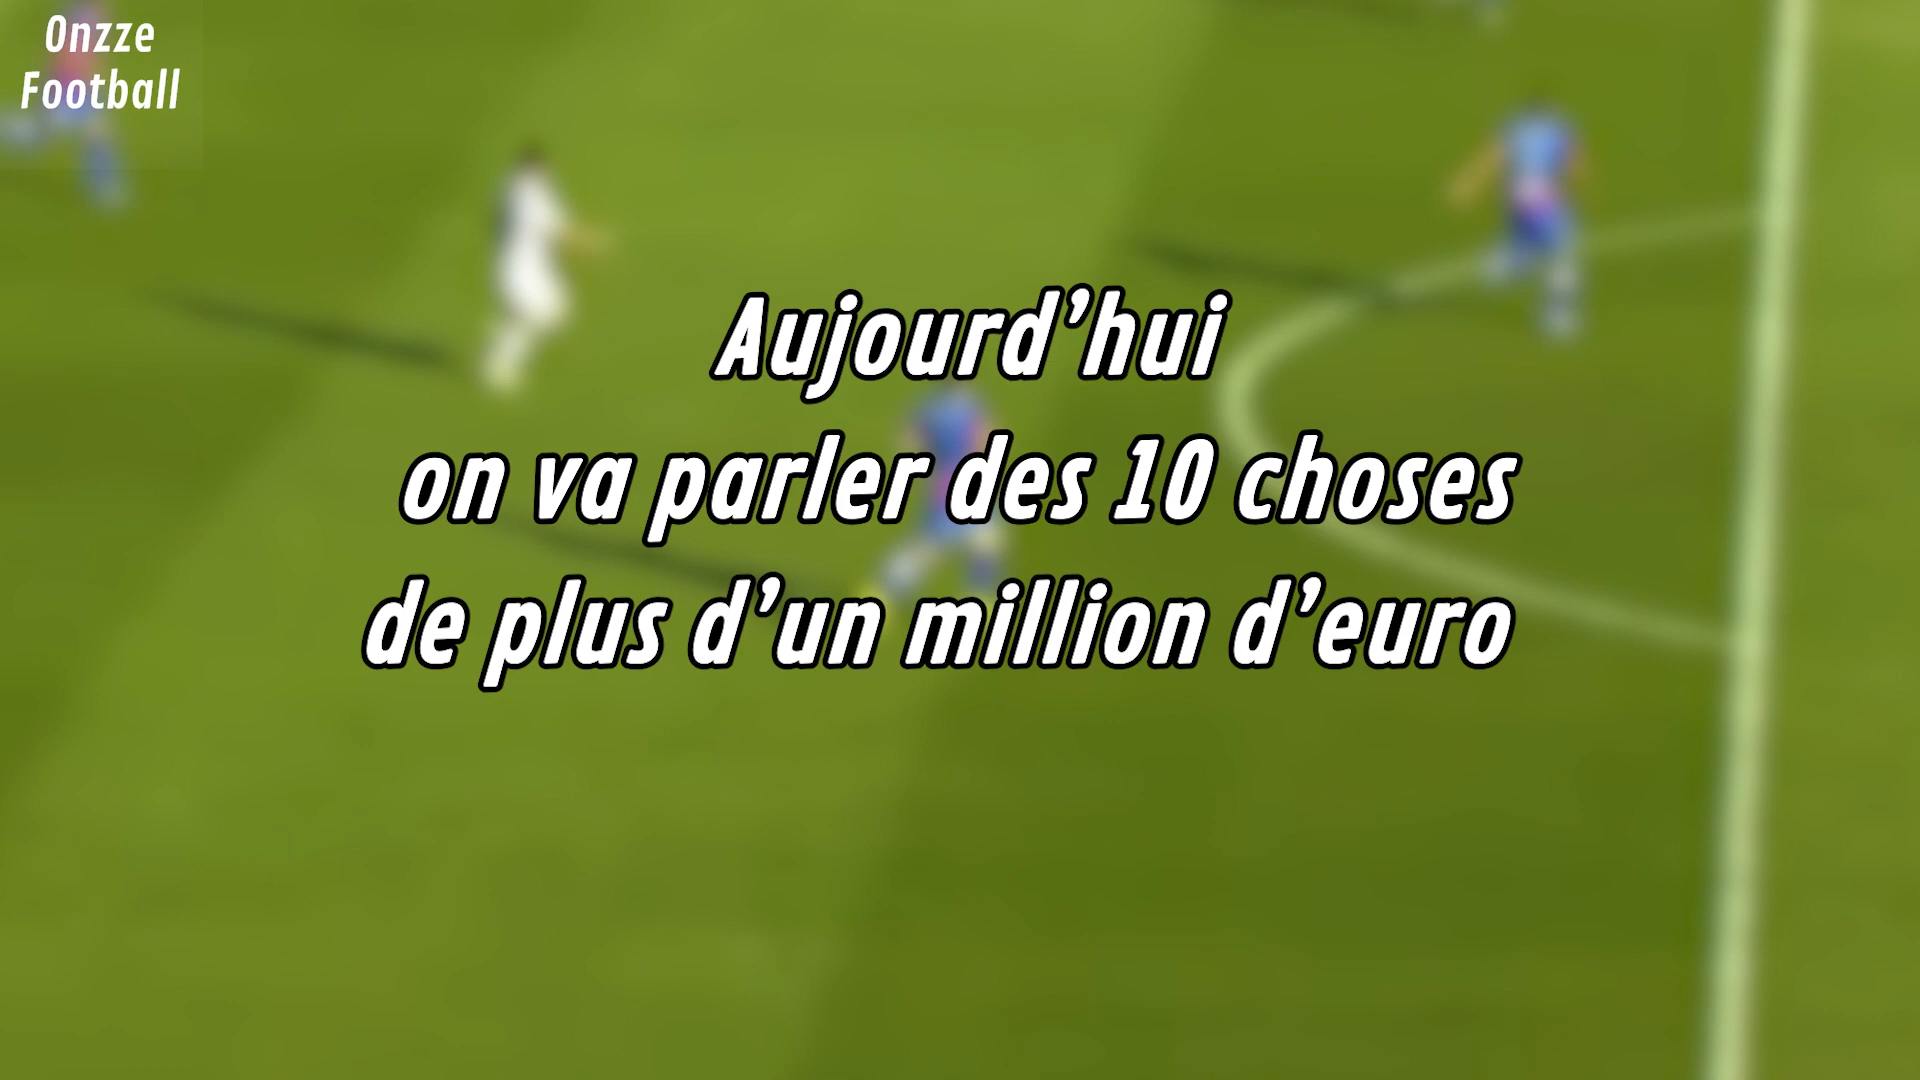 Onzze
Football
Aujourd’hui
on va parler des 10 choses
de plus d’un million d’euro